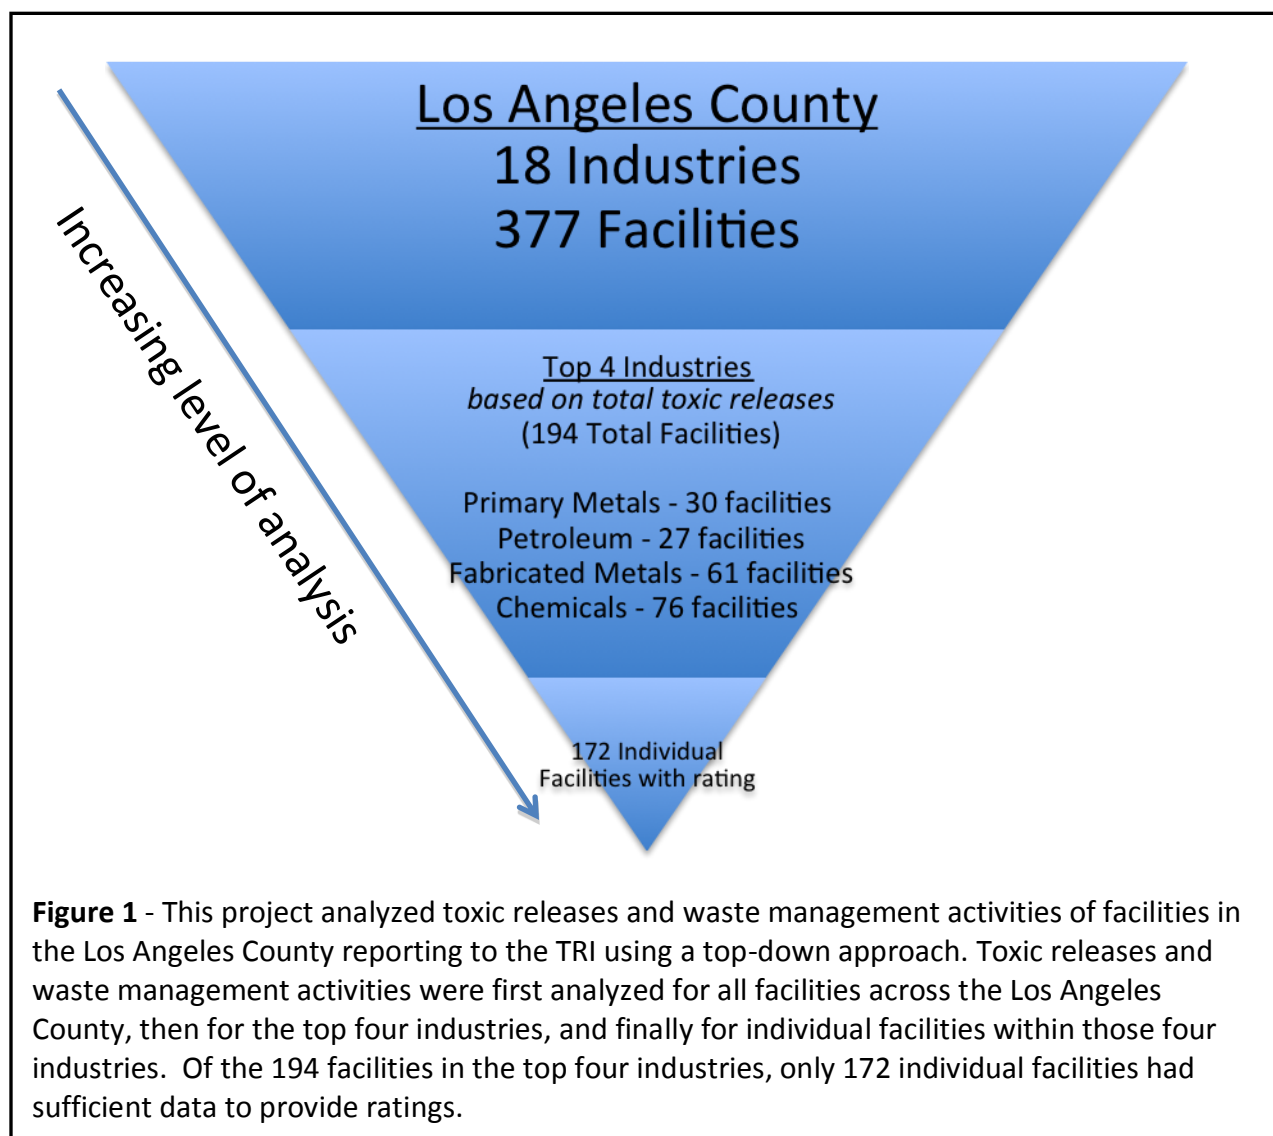 Los Angeles County
18 Industries
377 Facilities
Increasing level of analysis
Top 4 Industries
based on total toxic releases
(194 Total Facilities)
Primary Metals - 30 facilities
Petroleum - 27 facilities
Fabricated Metals - 61 facilities
Chemicals - 76 facilities
172 Individual
Facilities with rating
Figure 1 - This project analyzed toxic releases and waste management activities of facilities in
the Los Angeles County reporting to the TRI using a top-down approach. Toxic releases and
waste management activities were first analyzed for all facilities across the Los Angeles
County, then for the top four industries, and finally for individual facilities within those four
industries.  Of the 194 facilities in the top four industries, only 172 individual facilities had
sufficient data to provide ratings.